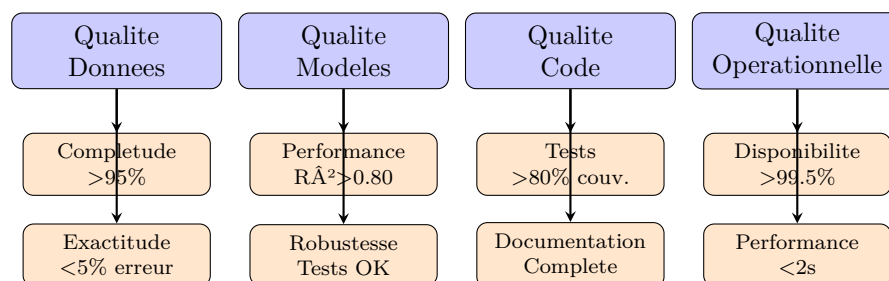 Qualite
Donnees
Qualite
Modeles
Qualite
Code
Qualite
Operationnelle
Completude
>95%
Performance
RÂ²>0.80
Tests
>80% couv.
Disponibilite
>99.5%
Exactitude
<5% erreur
Robustesse
Tests OK
Documentation
Complete
Performance
<2s